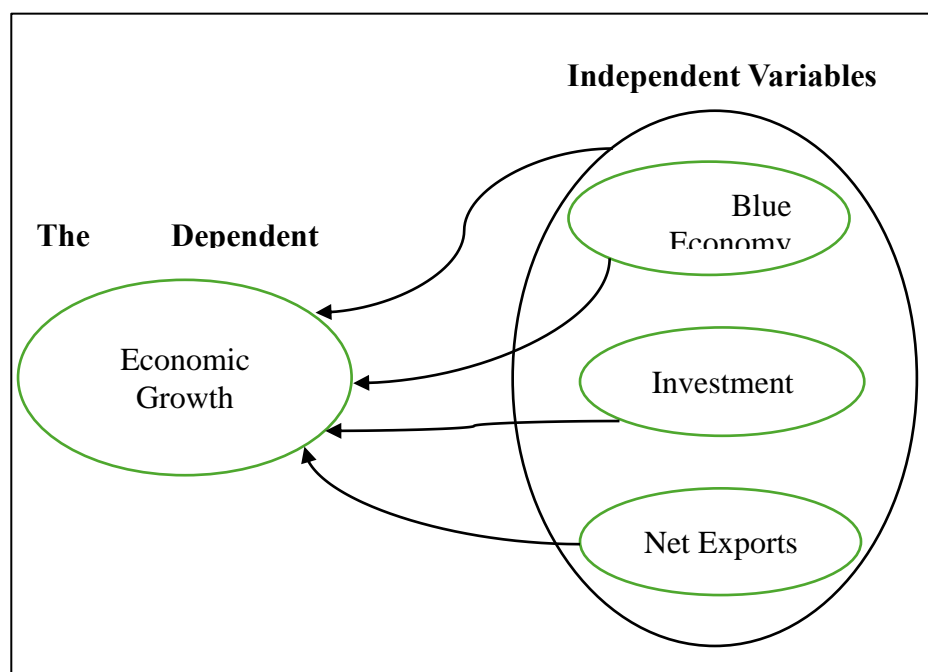 Independent Variables
Blue
Economy
The Dependent
Economic
Growth
Investment
Net Exports